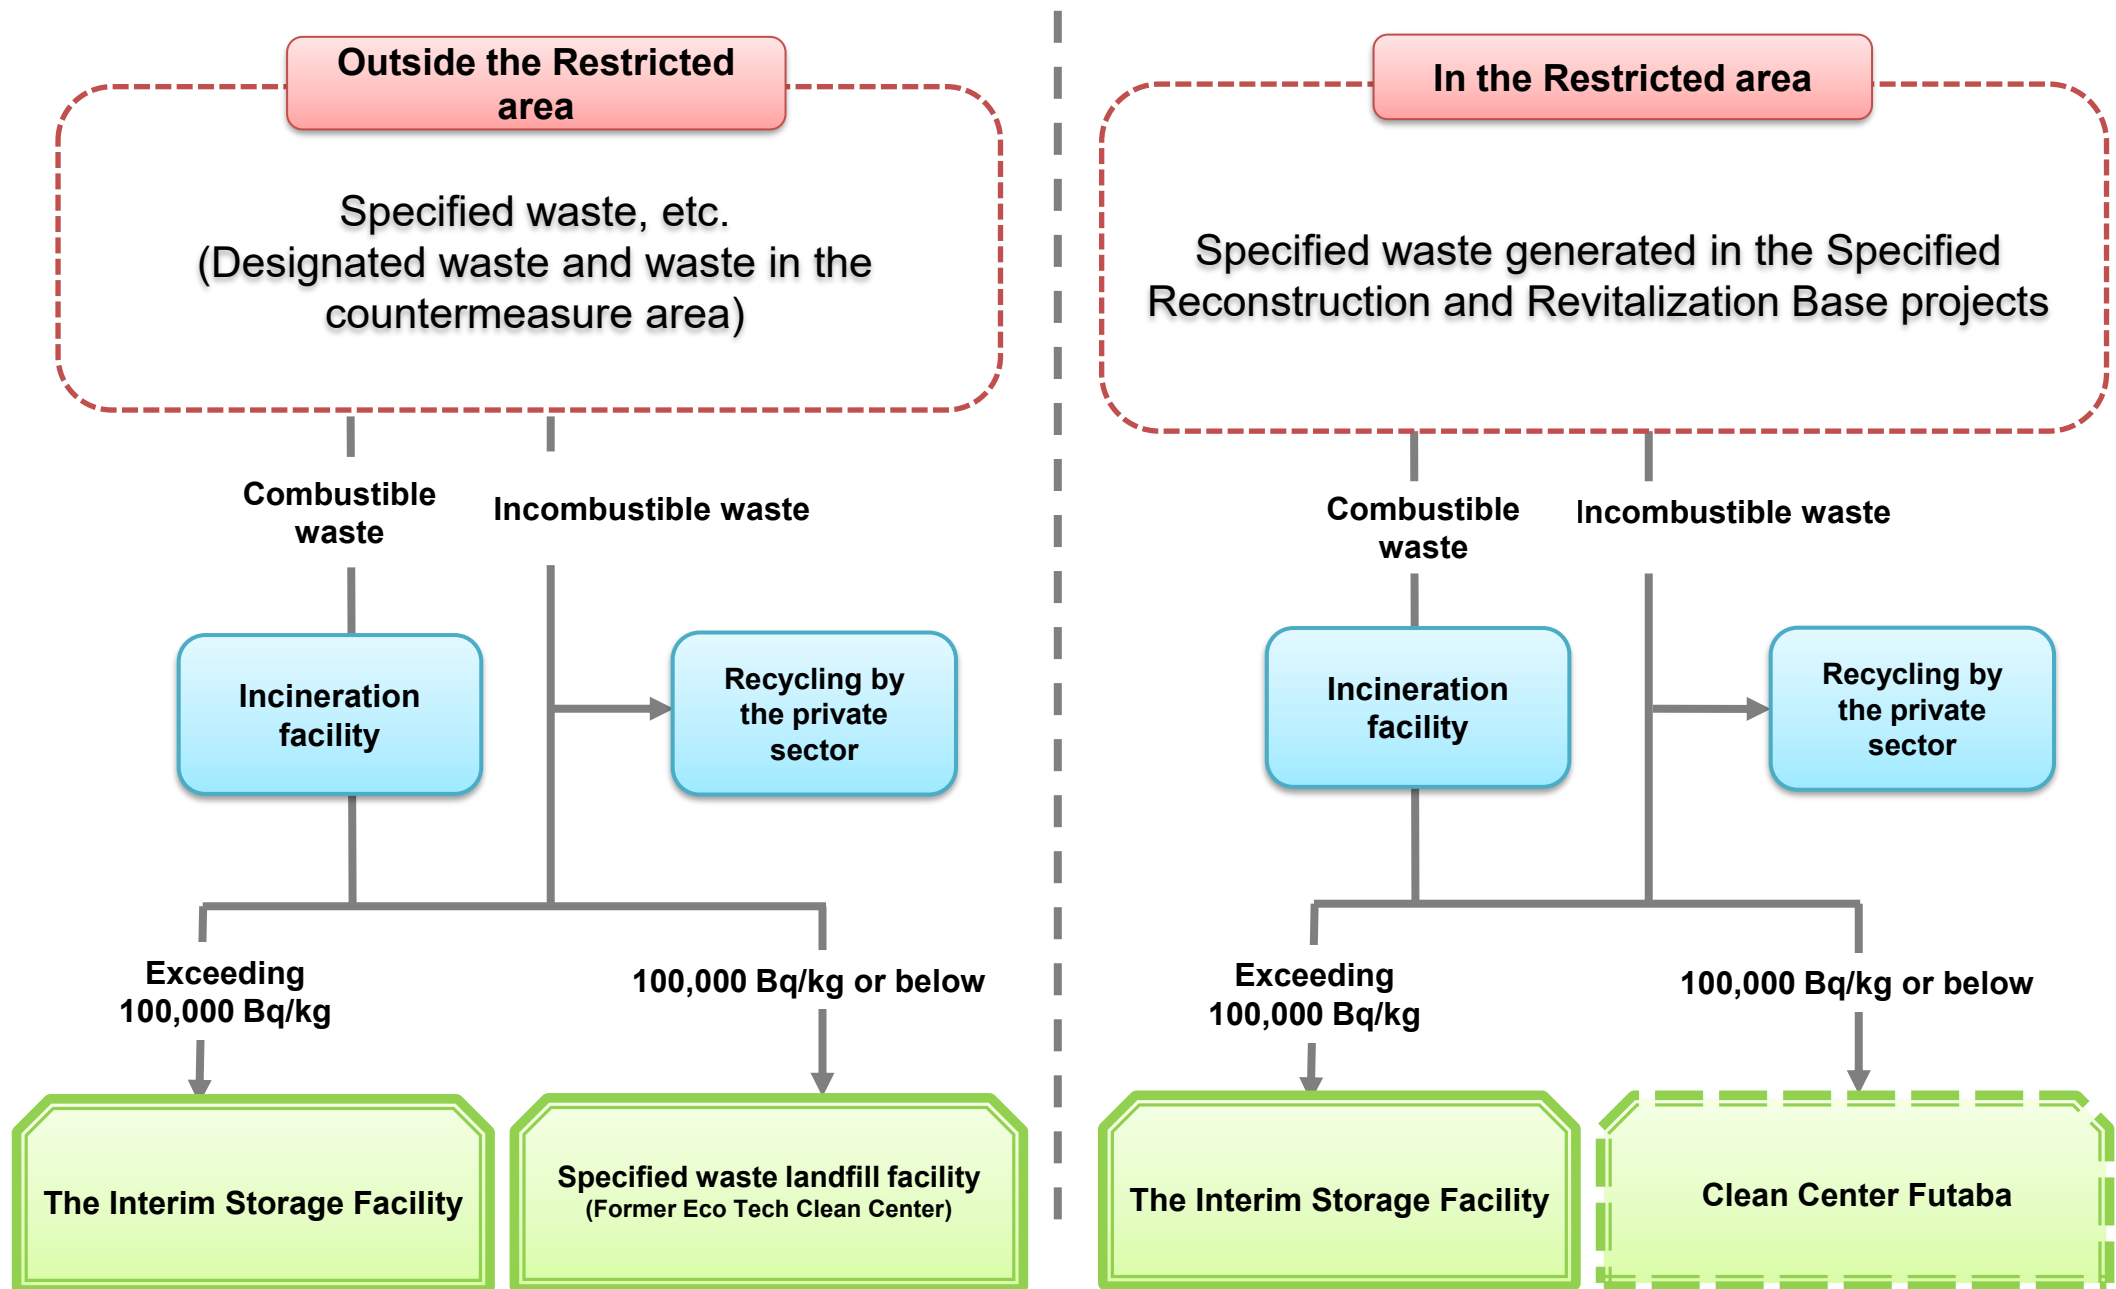 Outside the Restricted
area
Specified waste, etc.
(Designated waste and waste in the
countermeasure area)
Combustible
waste
Incombustible waste
Incineration
facility
Recycling by
the private
sector
Exceeding
100,000 Bq/kg
100,000 Bq/kg or below
The Interim Storage Facility
Specified waste landfill facility
(Former Eco Tech Clean Center)
In the Restricted area
Specified waste generated in the Specified
Reconstruction and Revitalization Base projects
Combustible
waste
Incombustible waste
Incineration
facility
Recycling by
the private
sector
Exceeding
100,000 Bq/kg
100,000 Bq/kg or below
The Interim Storage Facility
Clean Center Futaba